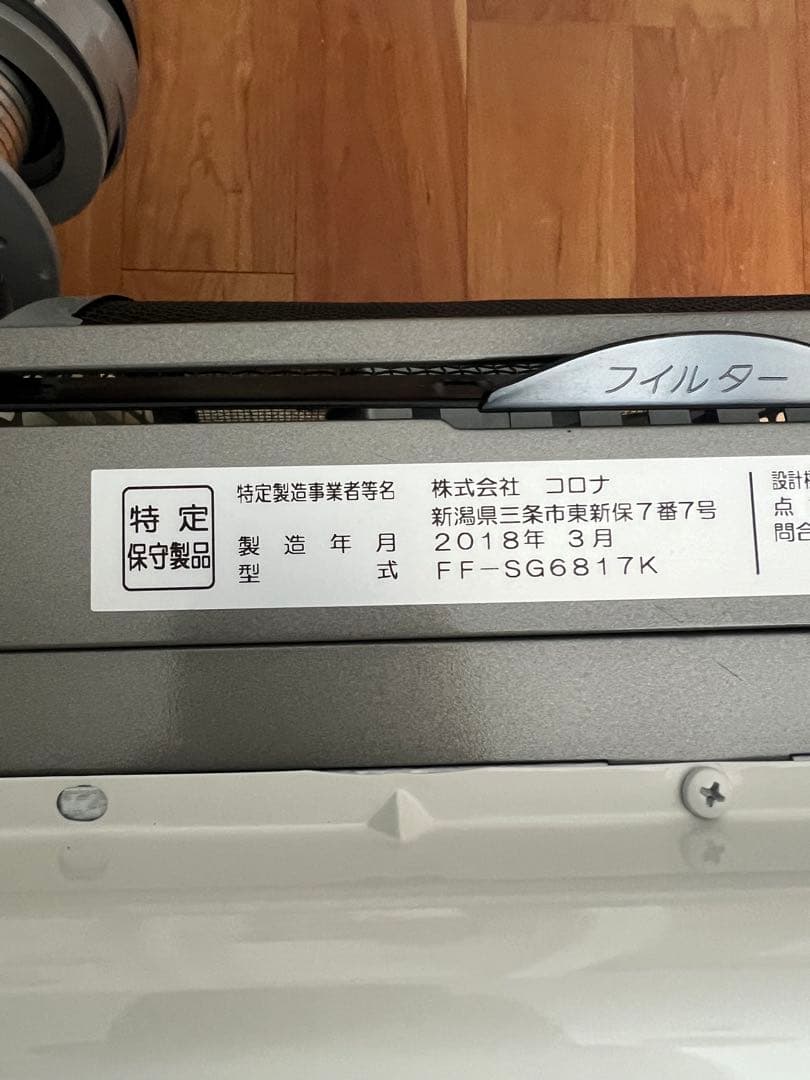 フィルター
特定
保守製品
特定製造事業者等名 株式会社 コロナ
新潟県三条市東新保7番7号
製造年月 2018年 3月
型式 FF-SG6817K
点
問合